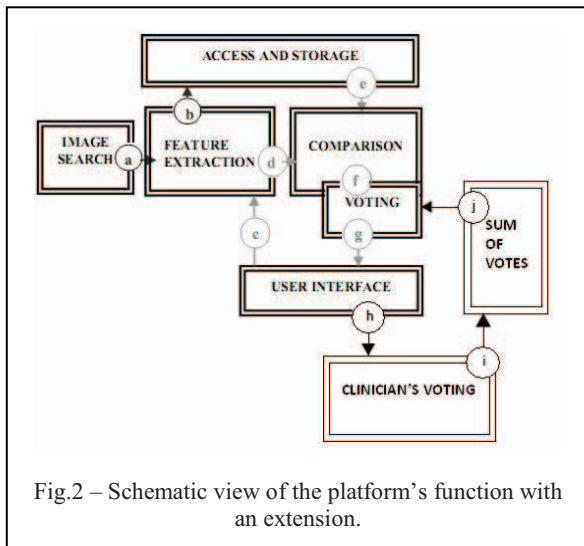 ACCESS AND STORAGE
e
b
IMAGE
SEARCH
a
FEATURE
EXTRACTION
d
COMPARISON
f
VOTING
j
SUM
OF
VOTES
c
g
USER INTERFACE
h
i
CLINICIAN'S VOTING
Fig.2 – Schematic view of the platform's function with
an extension.